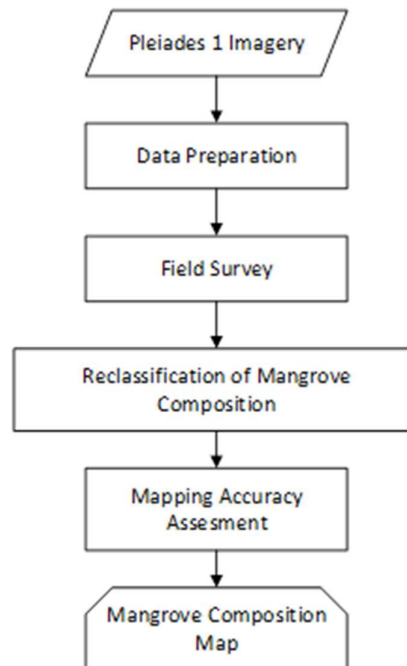 Pleiades 1 Imagery
Data Preparation
Field Survey
Reclassification of Mangrove
Composition
Mapping Accuracy
Assesment
Mangrove Composition
Map